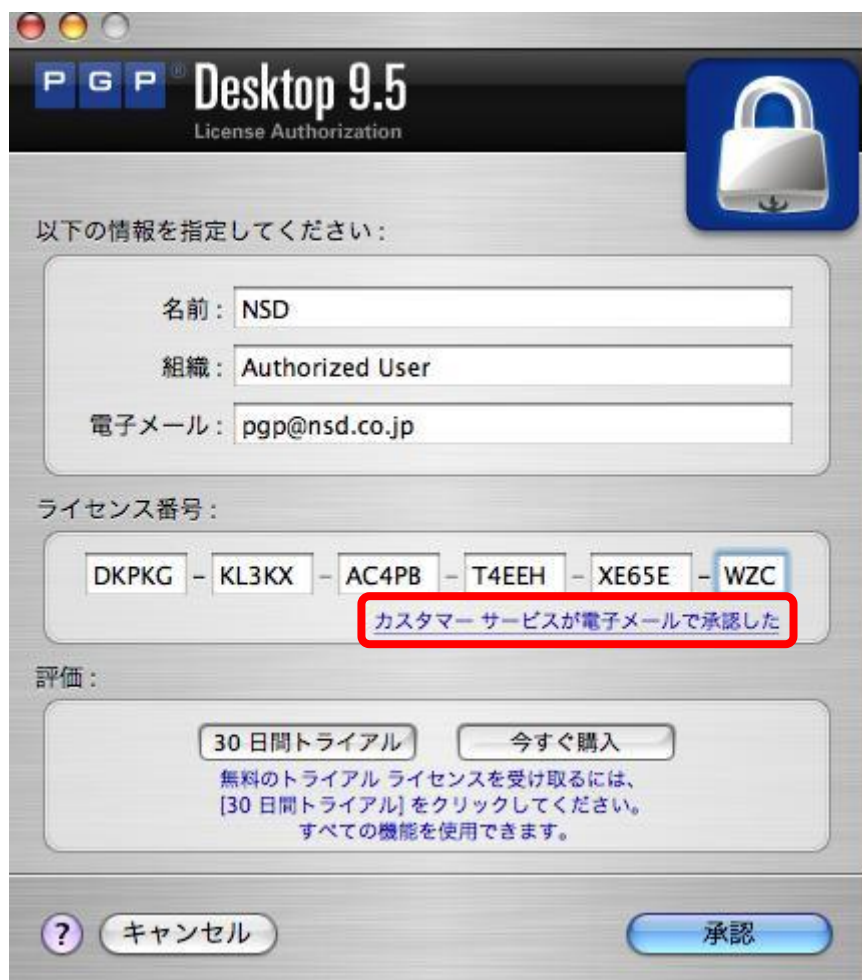 PGP® Desktop 9.5
License Authorization
以下の情報を指定してください :
名前 : NSD
組織 : Authorized User
電子メール : pgp@nsd.co.jp
ライセンス番号 :
DKPKG - KL3KX - AC4PB - T4EEH - XE65E - WZC
カスタマー サービスが電子メールで承認した
評価 :
30 日間トライアル 今すぐ購入
無料のトライアル ライセンスを受け取るには、
[30 日間トライアル] をクリックしてください。
すべての機能を使用できます。
? キャンセル 承認